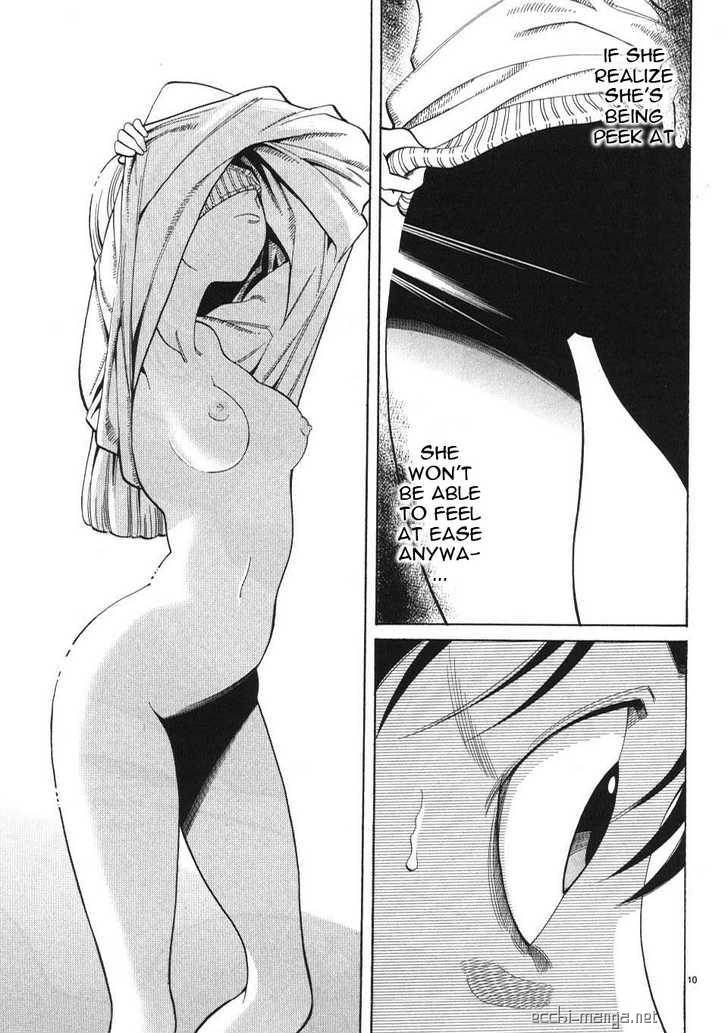 IF SHE
REALIZE
SHE'S
BEING
PEEK AT
SHE
WON'T
BE ABLE
TO FEEL
AT EASE
ANYWA-
...
10
ecchi-manga.net